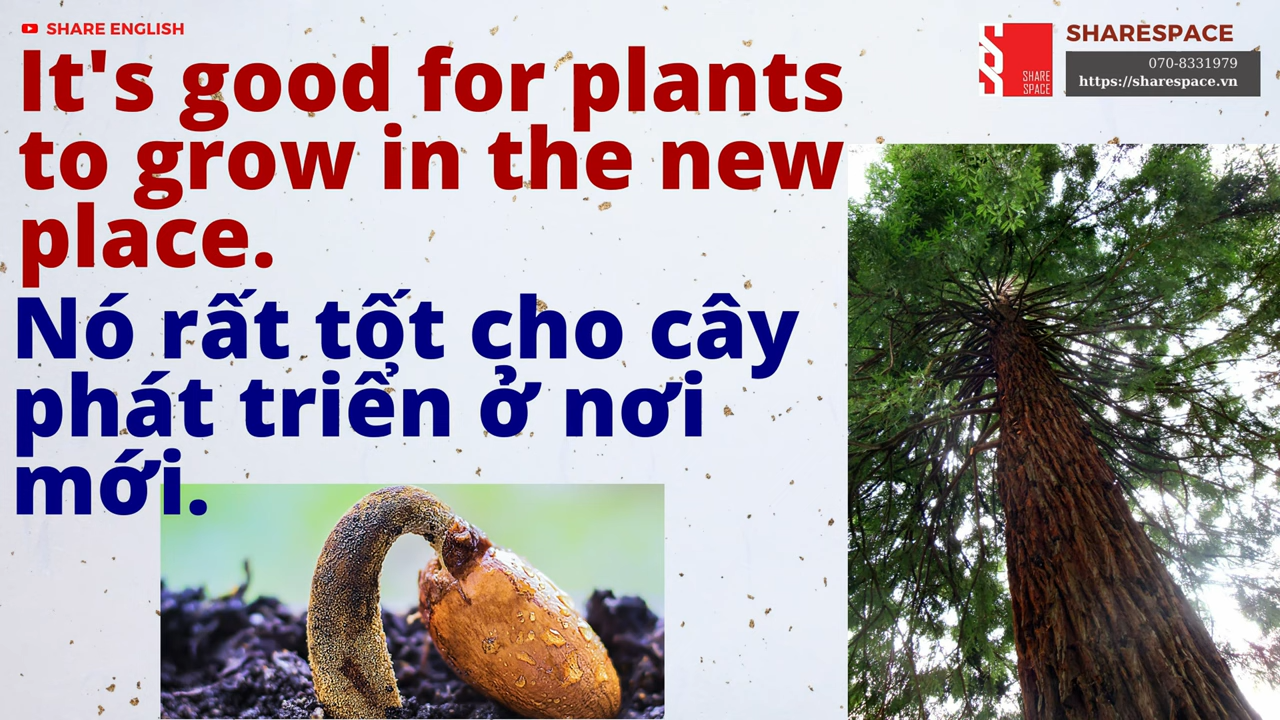 SHARE ENGLISH
SHARESPACE
070-8331979
https://sharespace.vn
SHARE
SPACE
It's good for plants
to grow in the new
place.
Nó rất tốt cho cây
phát triển ở nơi
mới.